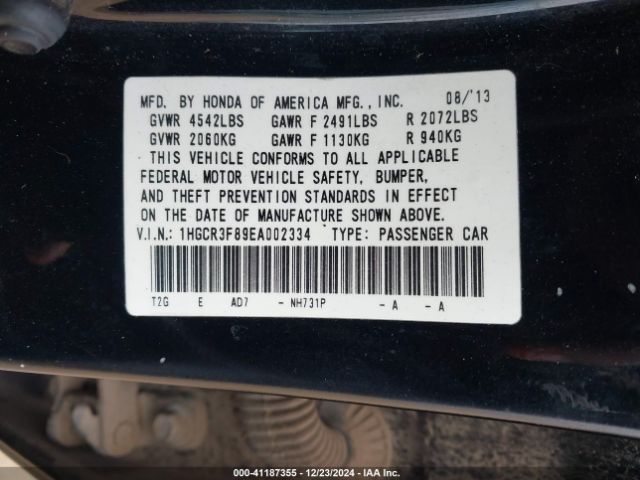 MFD. BY HONDA OF AMERICA MFG., INC. 08/'13
GVWR 4542LBS GAWR F 2491LBS R 2072LBS
GVWR 2060KG GAWR F 1130KG R 940KG
THIS VEHICLE CONFORMS TO ALL APPLICABLE
FEDERAL MOTOR VEHICLE SAFETY, BUMPER,
AND THEFT PREVENTION STANDARDS IN EFFECT
ON THE DATE OF MANUFACTURE SHOWN ABOVE.
V.I.N.: 1HGCR3F89EA002334 TYPE: PASSENGER CAR
T2G E AD7 - NH731P - A - A
000-41187355 - 12/23/2024 - IAAI.com